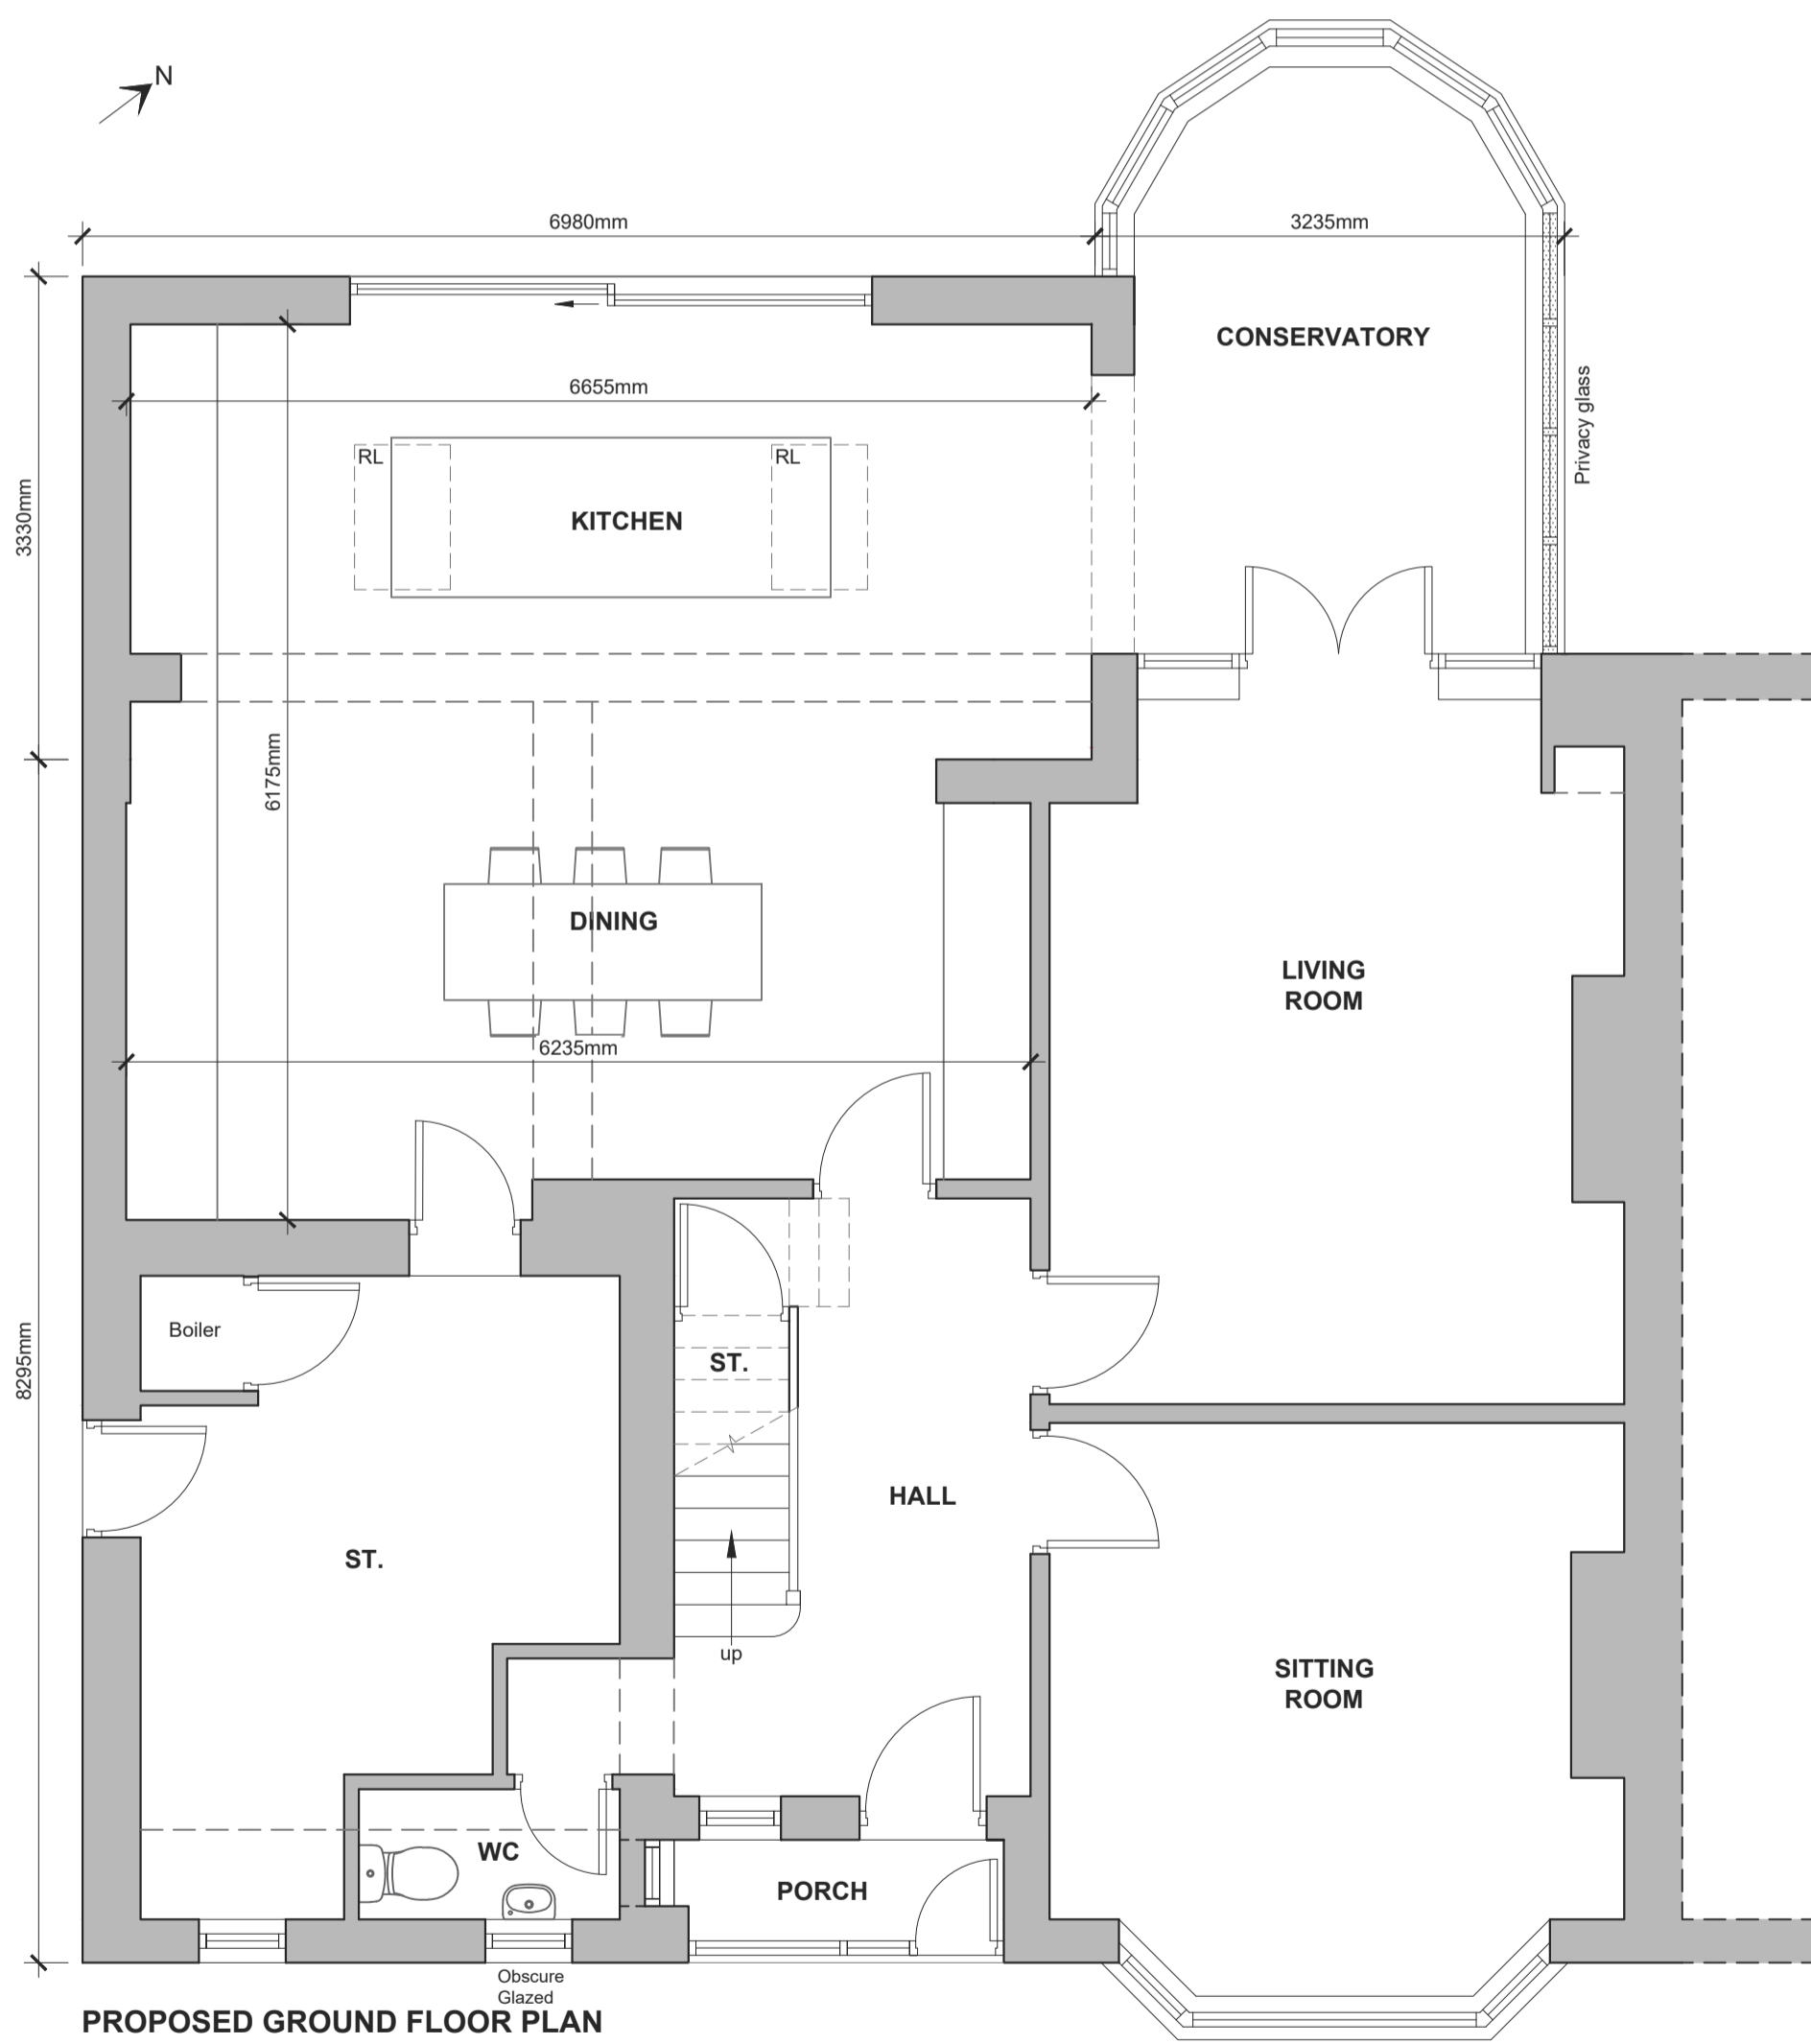 N
6980mm
3235mm
CONSERVATORY
Privacy glass
6655mm
RL
RL
KITCHEN
3330mm
6175mm
DINING
LIVING
ROOM
6235mm
Boiler
ST.
8295mm
HALL
ST.
up
SITTING
ROOM
WC
PORCH
Obscure
Glazed
PROPOSED GROUND FLOOR PLAN